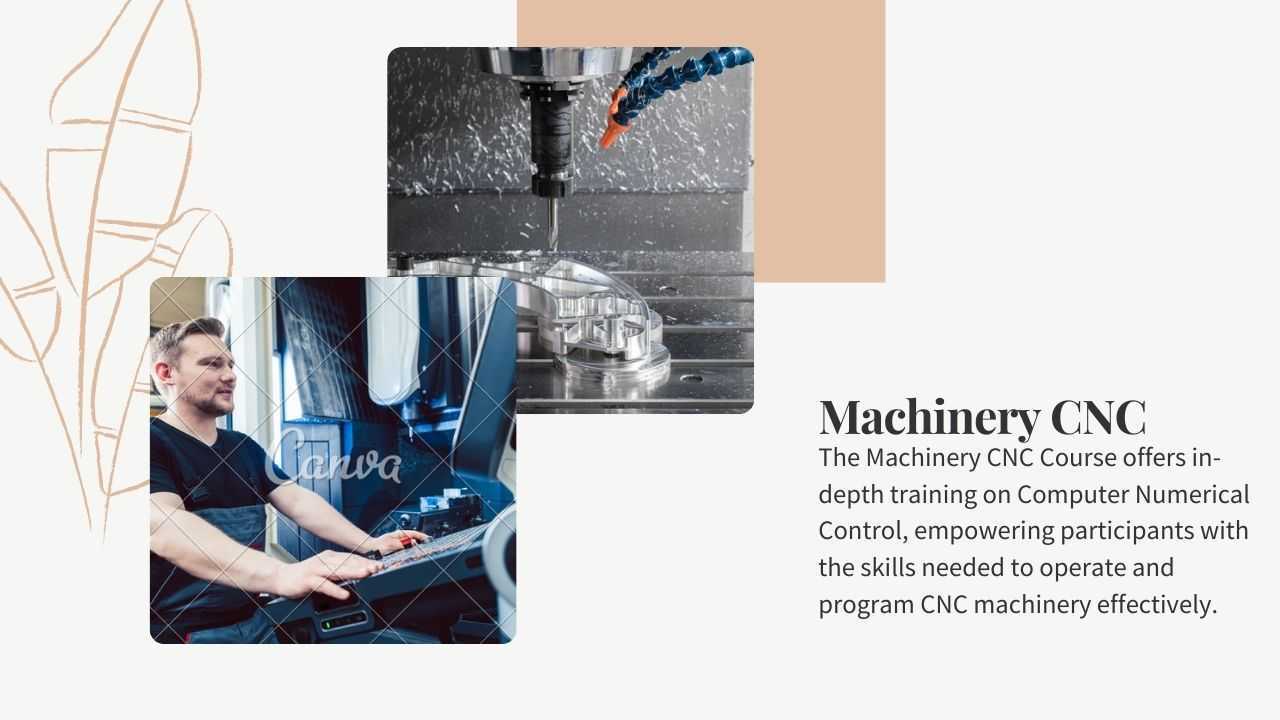 Canva
Machinery CNC
The Machinery CNC Course offers in-
depth training on Computer Numerical
Control, empowering participants with
the skills needed to operate and
program CNC machinery effectively.